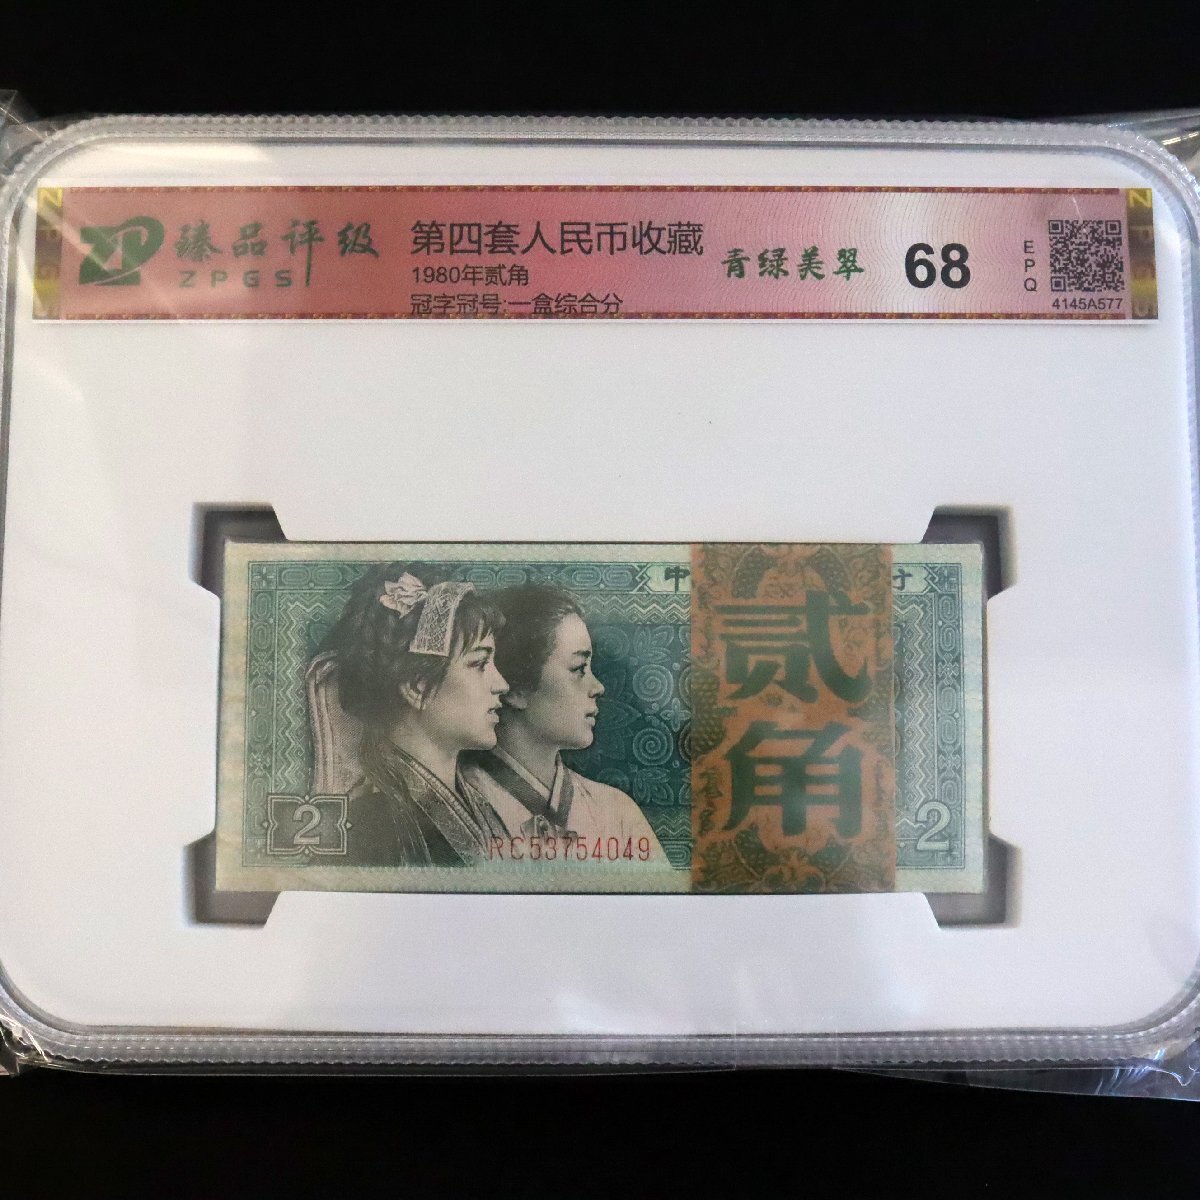 臻品评级
ZPGS
第四套人民币收藏
1980年贰角
冠字冠号:一盒综合分
青绿美翠
68
EPQ
4145A577
中
贰角
2
RC53754049
2